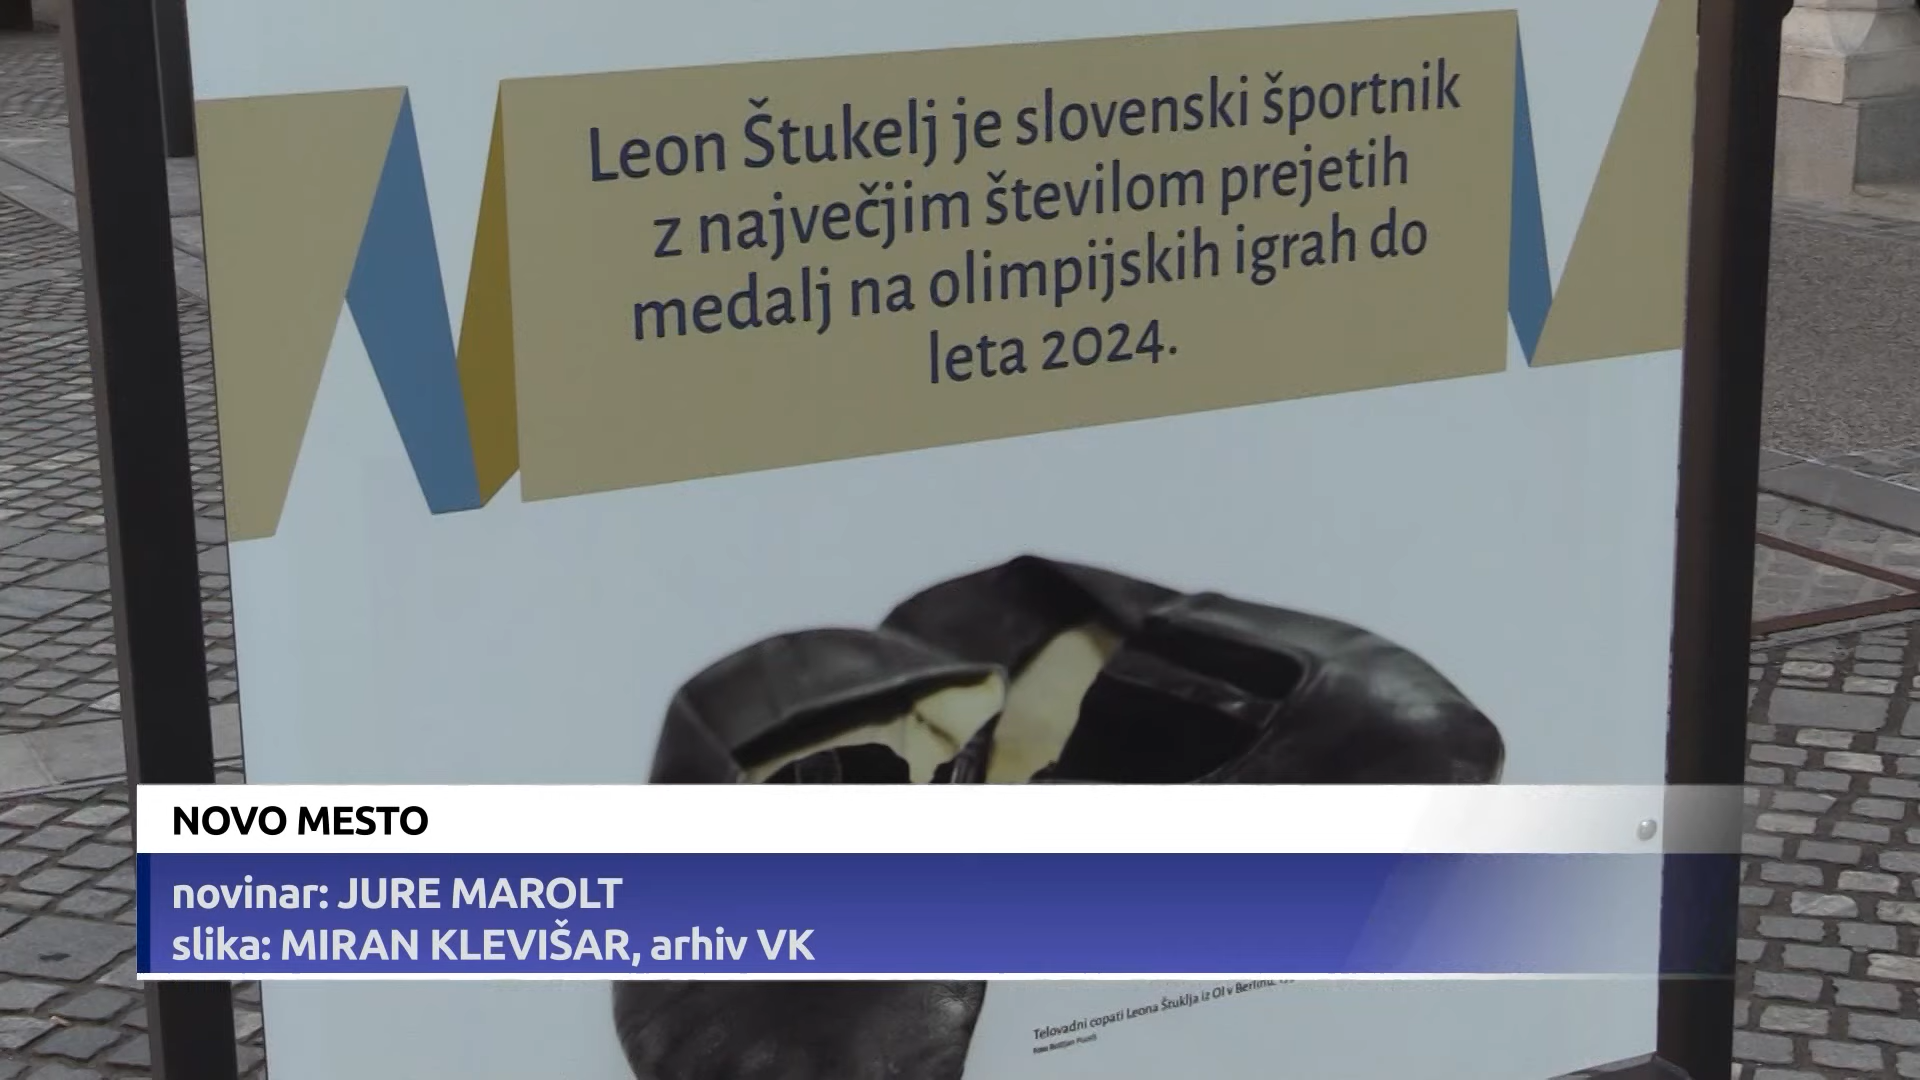 Leon Štukelj je slovenski športnik
z največjim številom prejetih
medalj na olimpijskih igrah do
leta 2024.
NOVO MESTO
novinar: JURE MAROLT
slika: MIRAN KLEVIŠAR, arhiv VK
Telovadni copati Leona Štuklja iz OI v Berlinu,